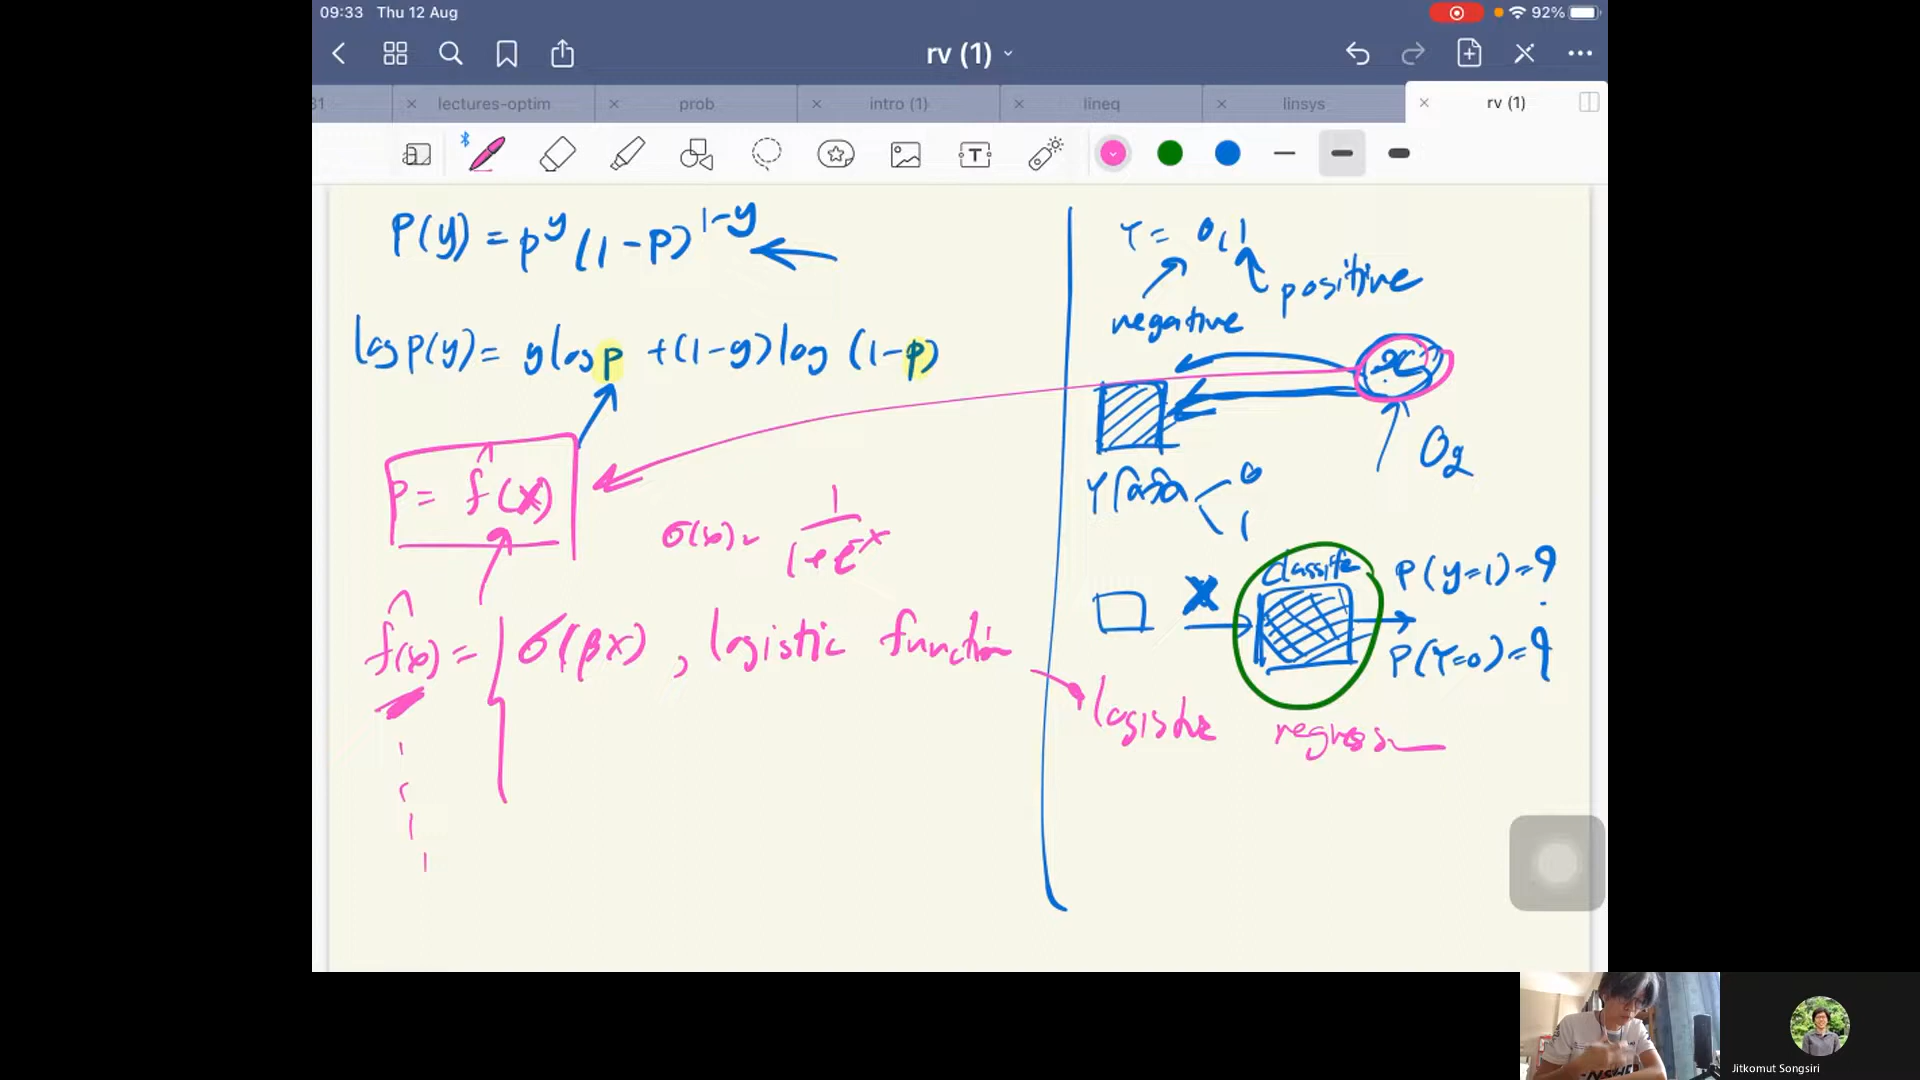 09:33 Thu 12 Aug
92%
rv (1)
31
lectures-optim
prob
intro (1)
lineq
linsys
rv (1)
P(y) = p^y (1-p)^{1-y}
log p(y) = y log p + (1-y) log (1-p)
p = f̂(x)
σ(x) = 1/(1+e^{-x})
f̂(x) = { σ(βx), logistic function
Y = 0, 1
negative
positive
x
Y
0
1
X
classifier
P(Y=1) = ?
P(Y=0) = ?
logistic regression
Jitkomut Songsiri